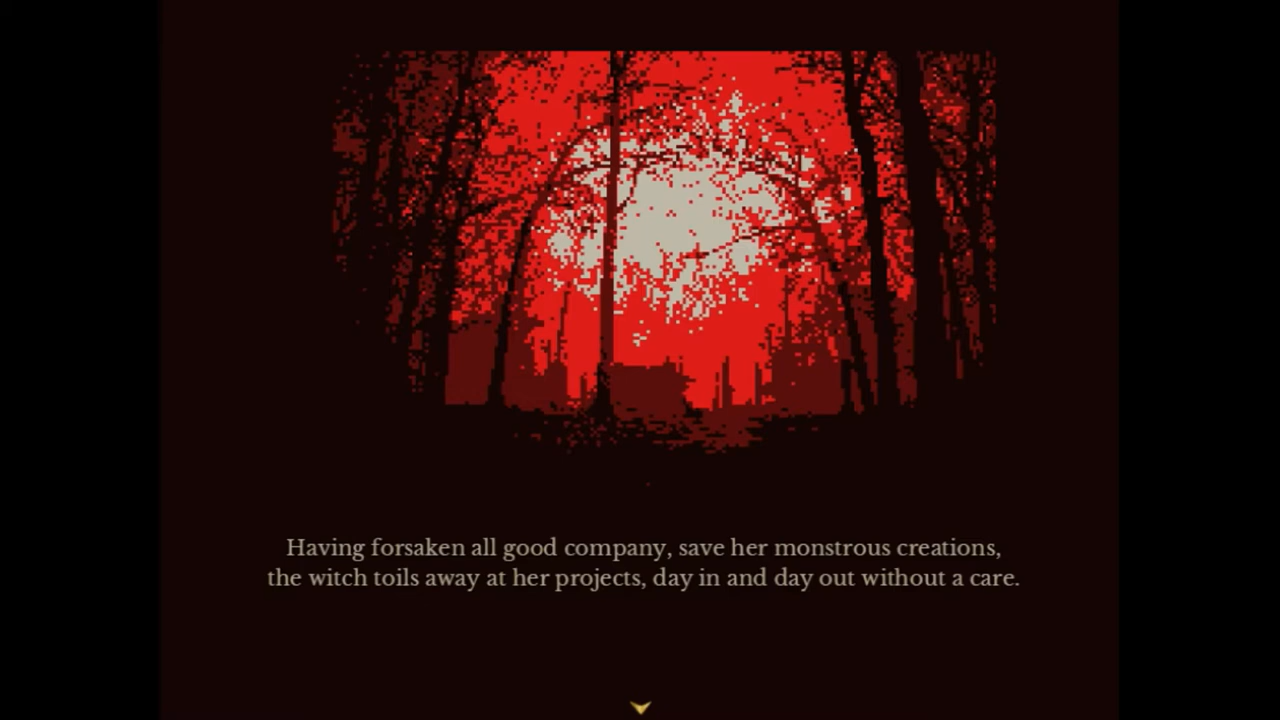 Having forsaken all good company, save her monstrous creations,
the witch toils away at her projects, day in and day out without a care.